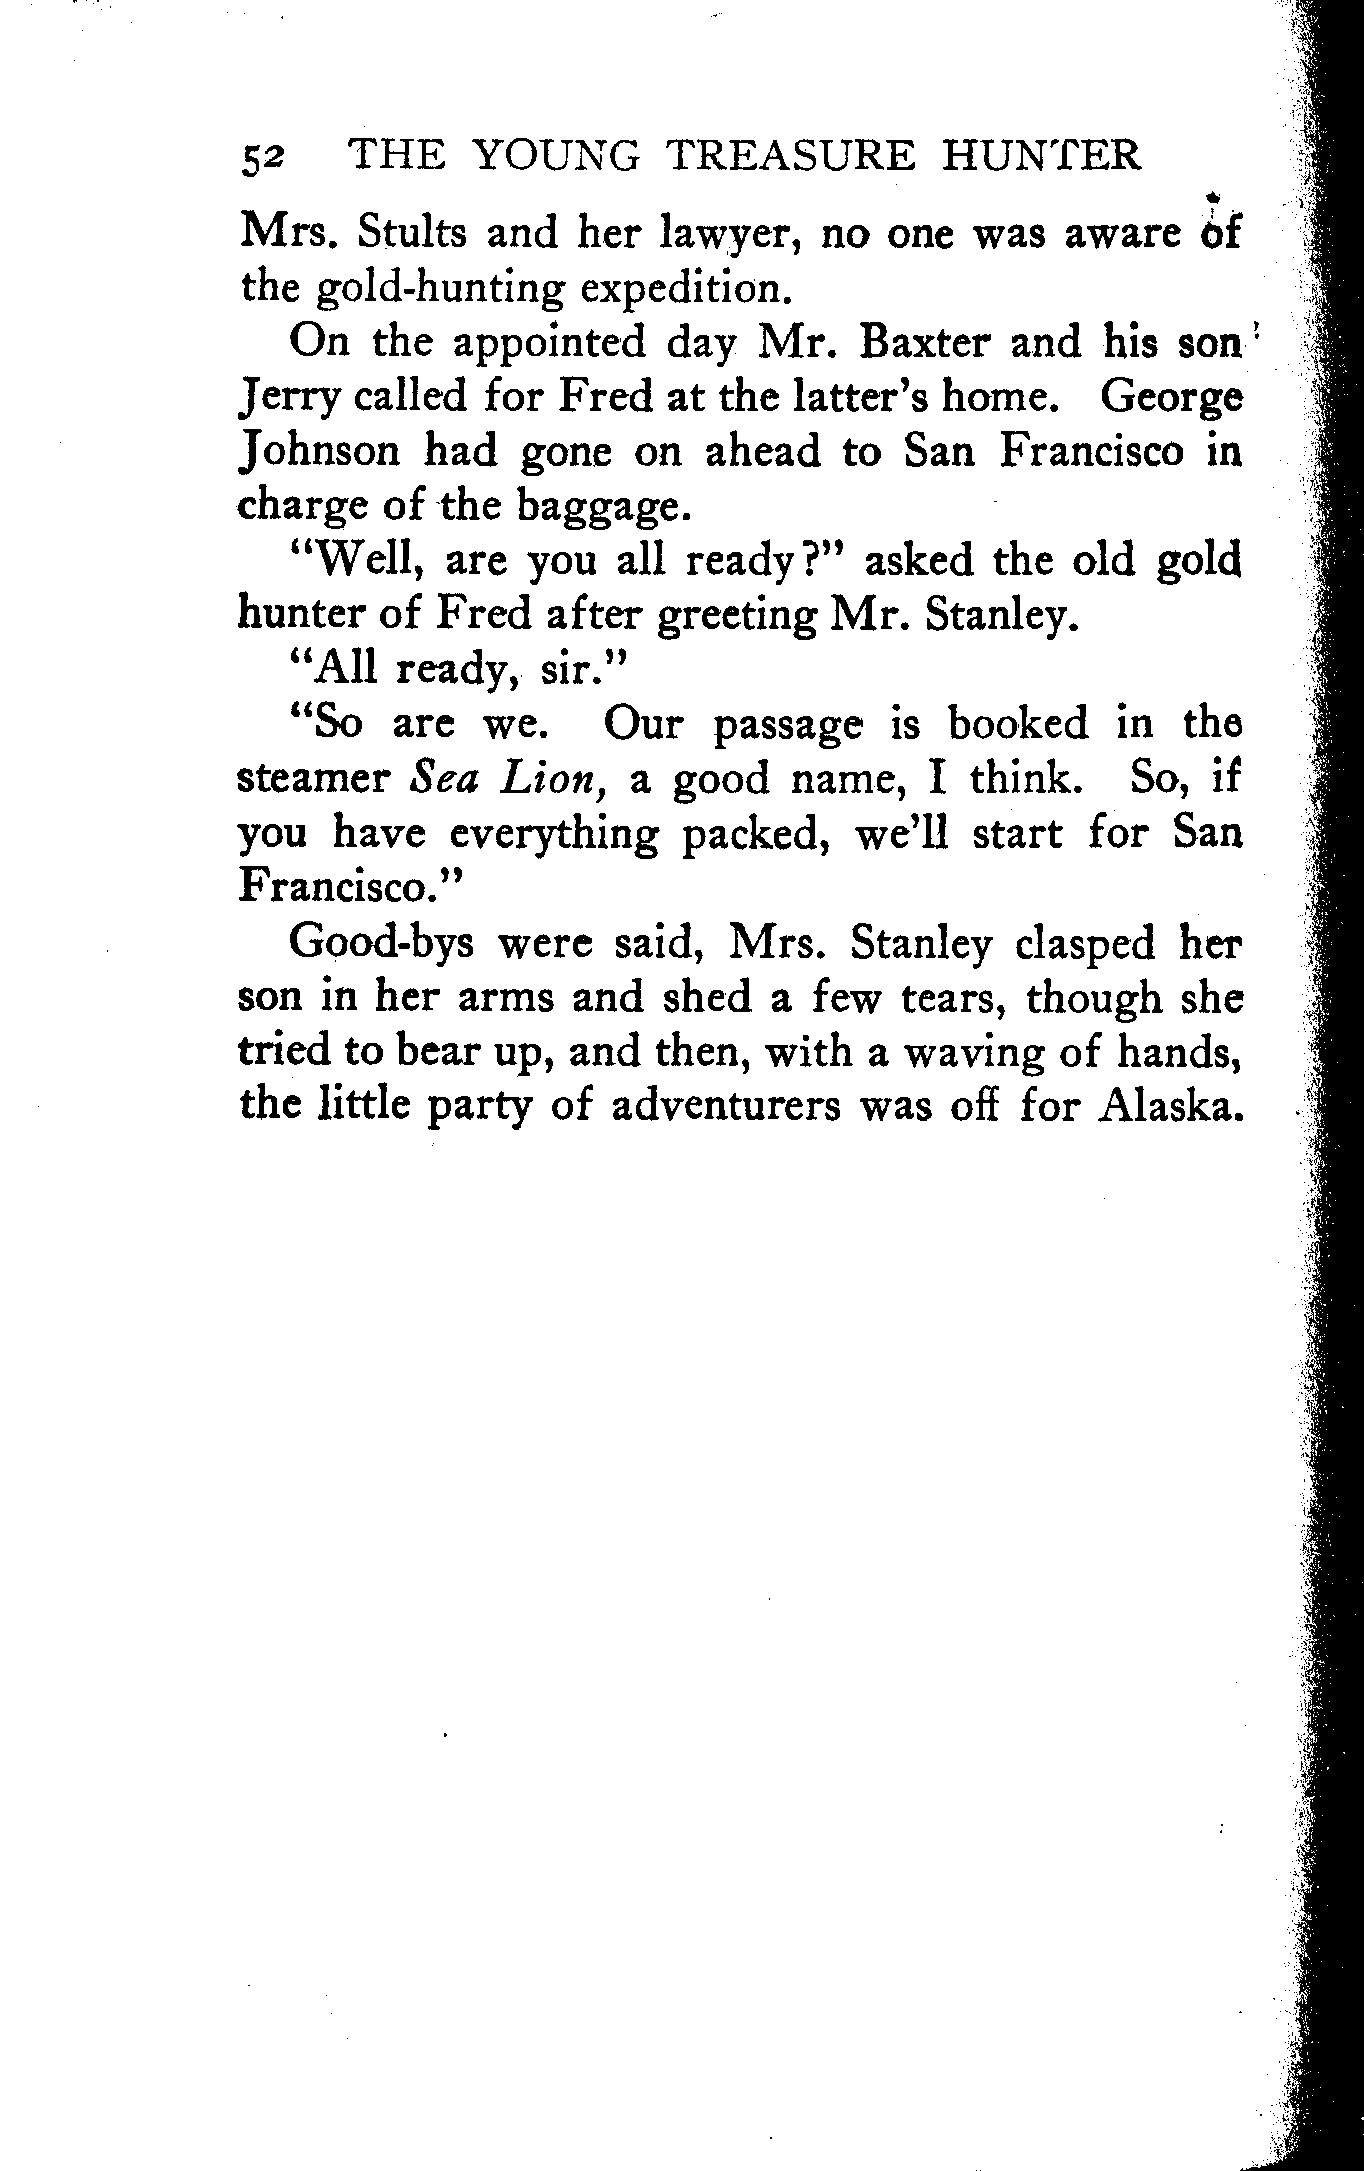 52 THE YOUNG TREASURE HUNTER
Mrs. Stults and her lawyer, no one was aware of
the gold-hunting expedition.
On the appointed day Mr. Baxter and his son
Jerry called for Fred at the latter's home. George
Johnson had gone on ahead to San Francisco in
charge of the baggage.
"Well, are you all ready?" asked the old gold
hunter of Fred after greeting Mr. Stanley.
"All ready, sir."
"So are we. Our passage is booked in the
steamer Sea Lion, a good name, I think. So, if
you have everything packed, we'll start for San
Francisco."
Good-bys were said, Mrs. Stanley clasped her
son in her arms and shed a few tears, though she
tried to bear up, and then, with a waving of hands,
the little party of adventurers was off for Alaska.